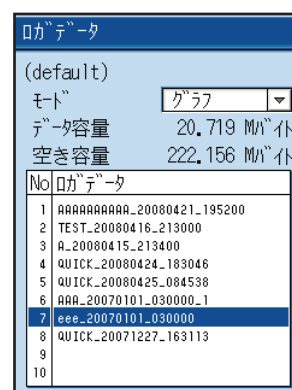 ﾛｶﾞﾃﾞｰﾀ
(default)
ﾓｰﾄﾞ ｸﾞﾗﾌ
ﾃﾞｰﾀ容量 20.719 Mﾊﾞｲﾄ
空き容量 222.156 Mﾊﾞｲﾄ
No ﾛｶﾞﾃﾞｰﾀ
1 AAAAAAAAAA_20080421_195200
2 TEST_20080416_213000
3 A_20080415_213400
4 QUICK_20080424_183046
5 QUICK_20080425_084538
6 AAA_20070101_030000_1
7 eee_20070101_030000
8 QUICK_20071227_163113
9
10